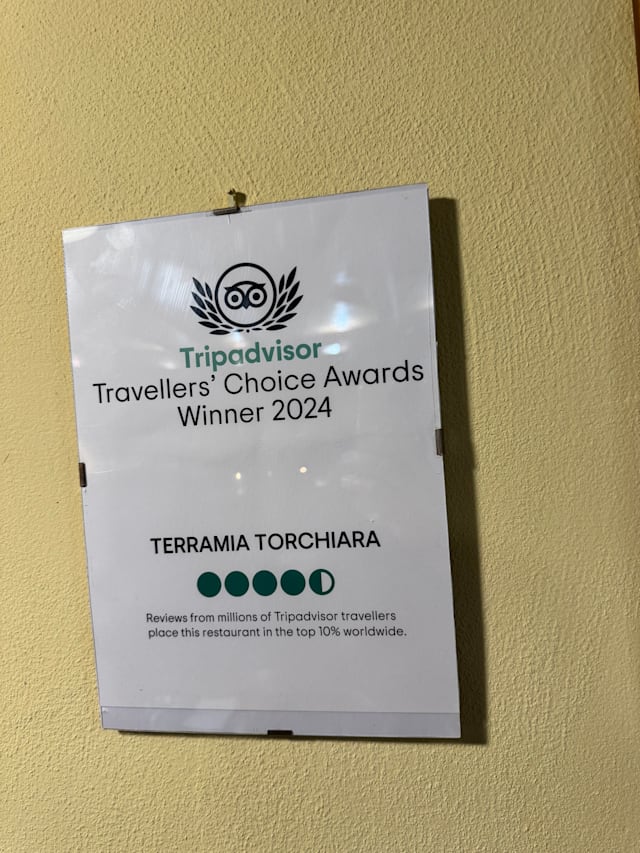 Tripadvisor
Travellers' Choice Awards
Winner 2024
TERRAMIA TORCHIARA
Reviews from millions of Tripadvisor travellers
place this restaurant in the top 10% worldwide.